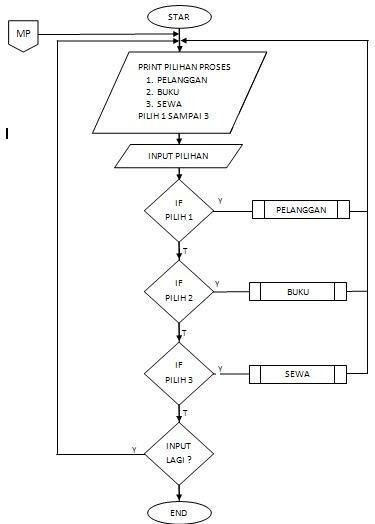 STAR
MP
PRINT PILIHAN PROSES
1. PELANGGAN
2. BUKU
3. SEWA
PILIH 1 SAMPAI 3
INPUT PILIHAN
IF
PILIH 1
Y
PELANGGAN
T
IF
PILIH 2
Y
BUKU
T
IF
PILIH 3
Y
SEWA
T
INPUT
LAGI ?
Y
END